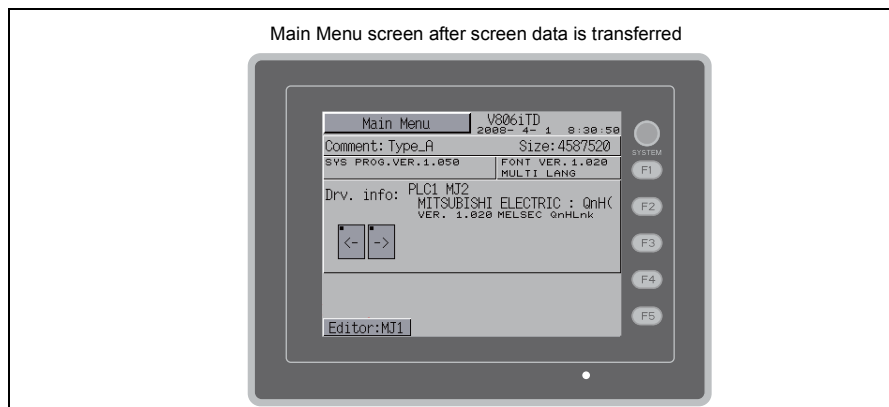 Main Menu screen after screen data is transferred
Main Menu
V806iTD
2008- 4- 1 8:30:50
Comment: Type_A
Size:4587520
SYS PROG.VER.1.050
FONT VER.1.020
MULTI LANG
Drv. info:
PLC1 MJ2
MITSUBISHI ELECTRIC : QnH(
VER. 1.020 MELSEC QnHLnk
<-
->
Editor:MJ1
SYSTEM
F1
F2
F3
F4
F5